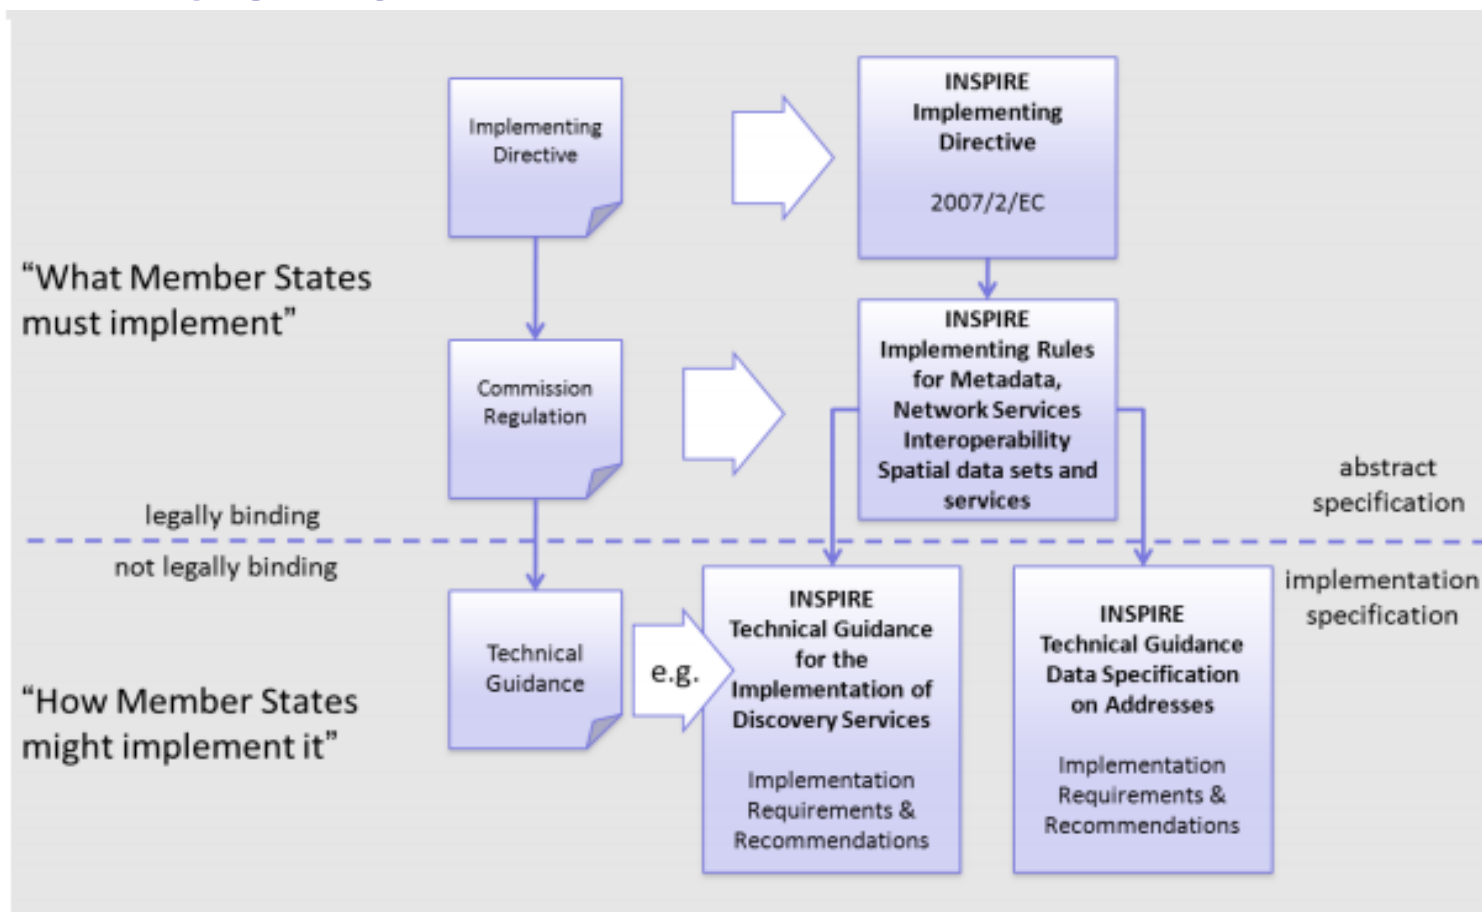 Implementing
Directive
INSPIRE
Implementing
Directive
2007/2/EC
“What Member States
must implement”
Commission
Regulation
INSPIRE
Implementing Rules
for Metadata,
Network Services
Interoperability
Spatial data sets and
services
abstract
specification
legally binding
not legally binding
implementation
specification
Technical
Guidance
e.g.
INSPIRE
Technical Guidance
for the
Implementation of
Discovery Services
Implementation
Requirements &
Recommendations
INSPIRE
Technical Guidance
Data Specification
on Addresses
Implementation
Requirements &
Recommendations
“How Member States
might implement it”